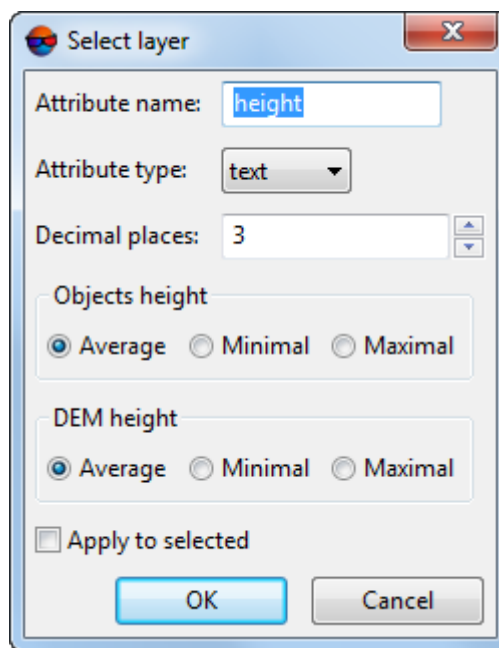 Select layer
Attribute name: height
Attribute type: text
Decimal places: 3
Objects height
Average Minimal Maximal
DEM height
Average Minimal Maximal
Apply to selected
OK Cancel